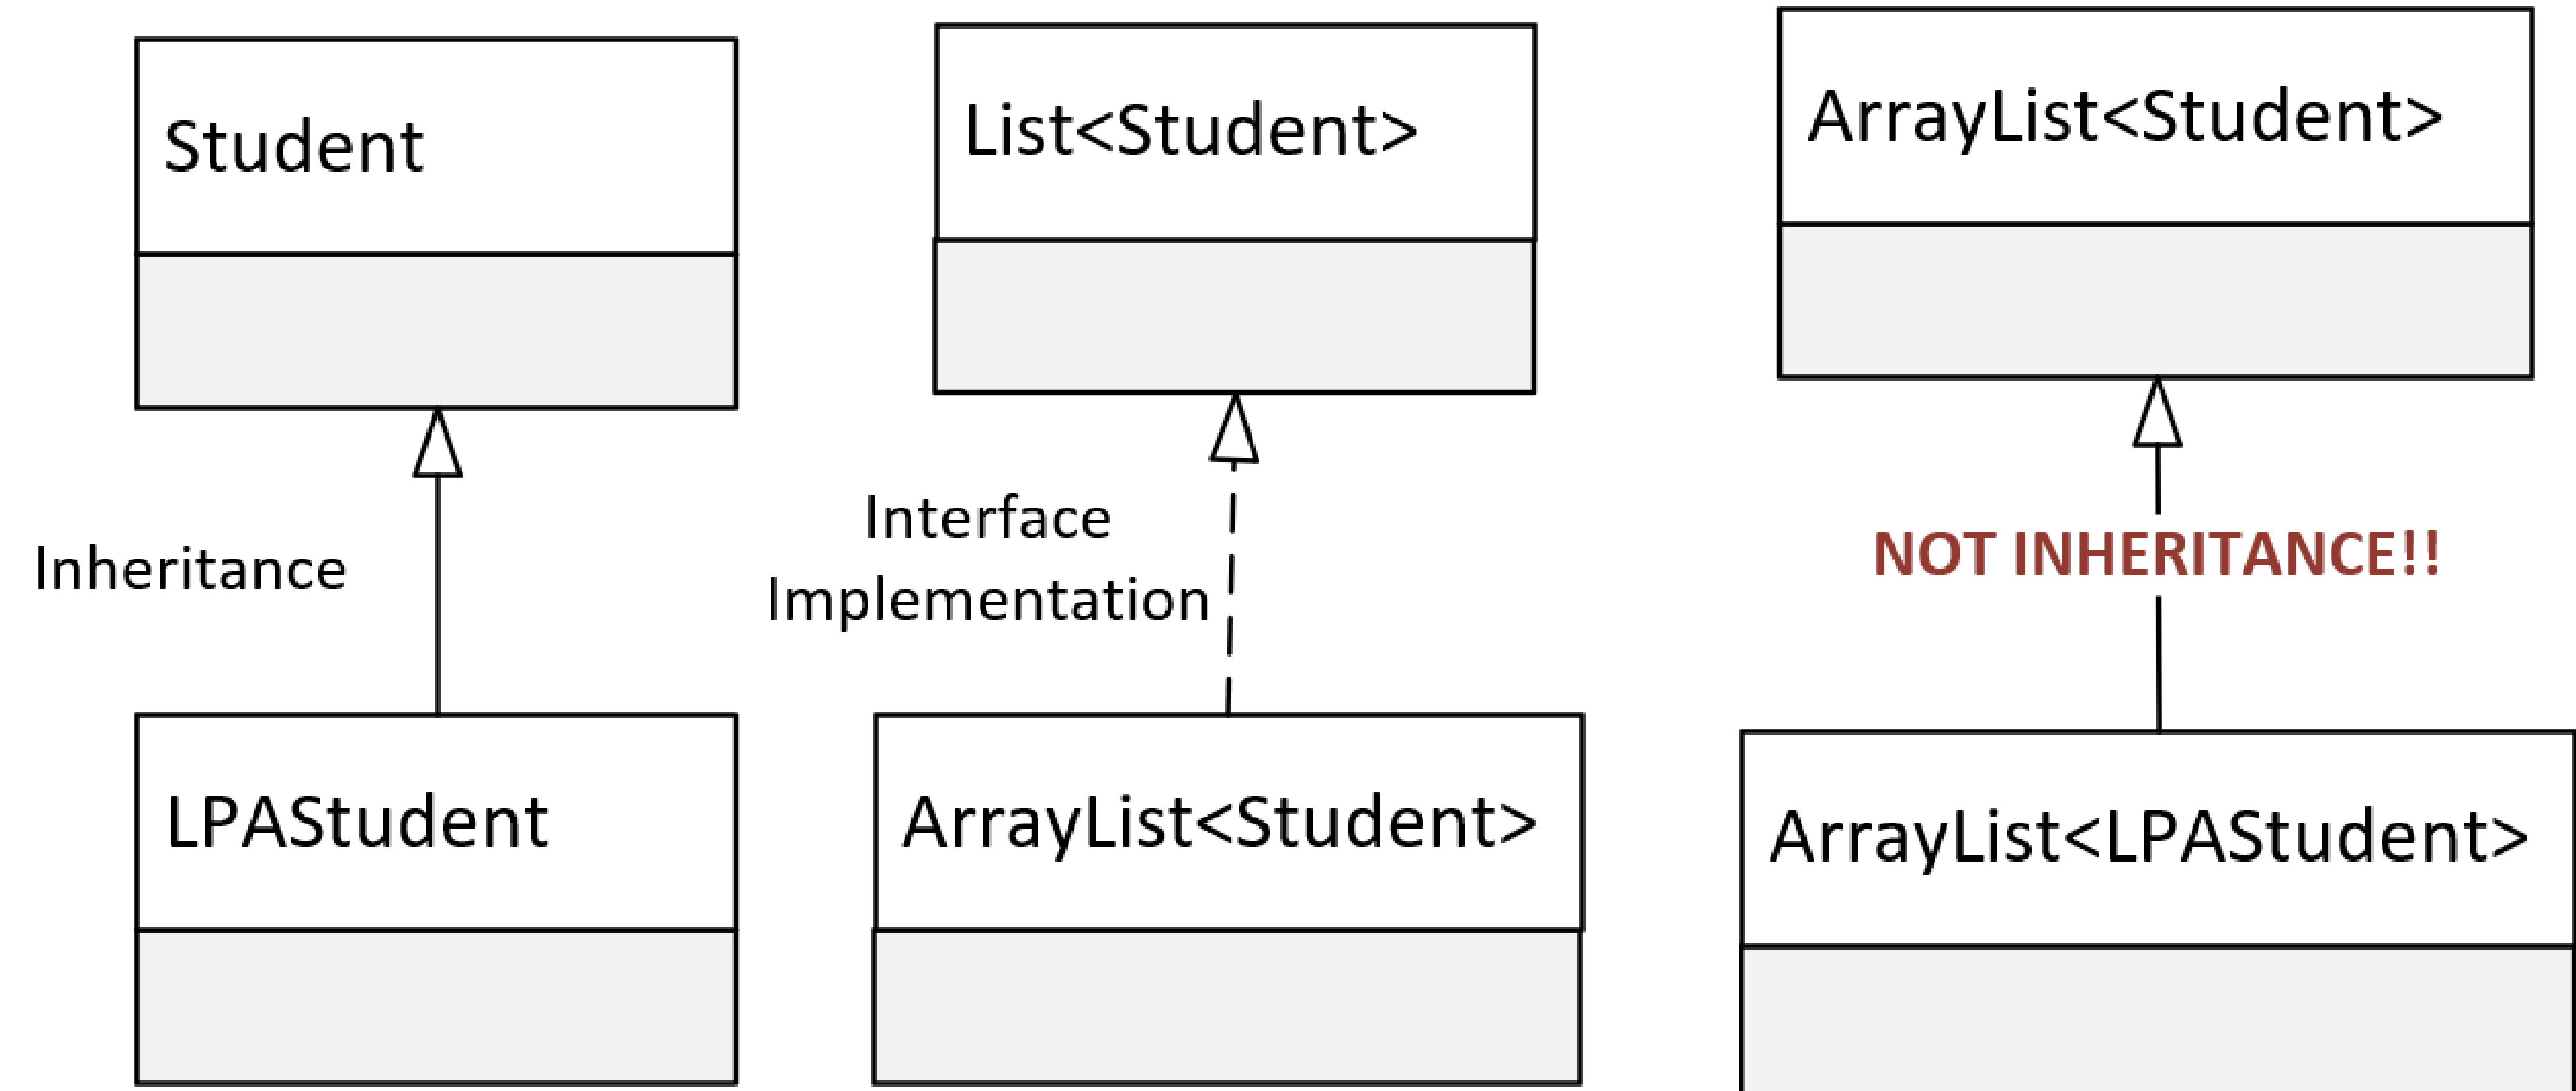 Student
Inheritance
LPAStudent
List<Student>
Interface
Implementation
ArrayList<Student>
ArrayList<Student>
NOT INHERITANCE!!
ArrayList<LPAStudent>